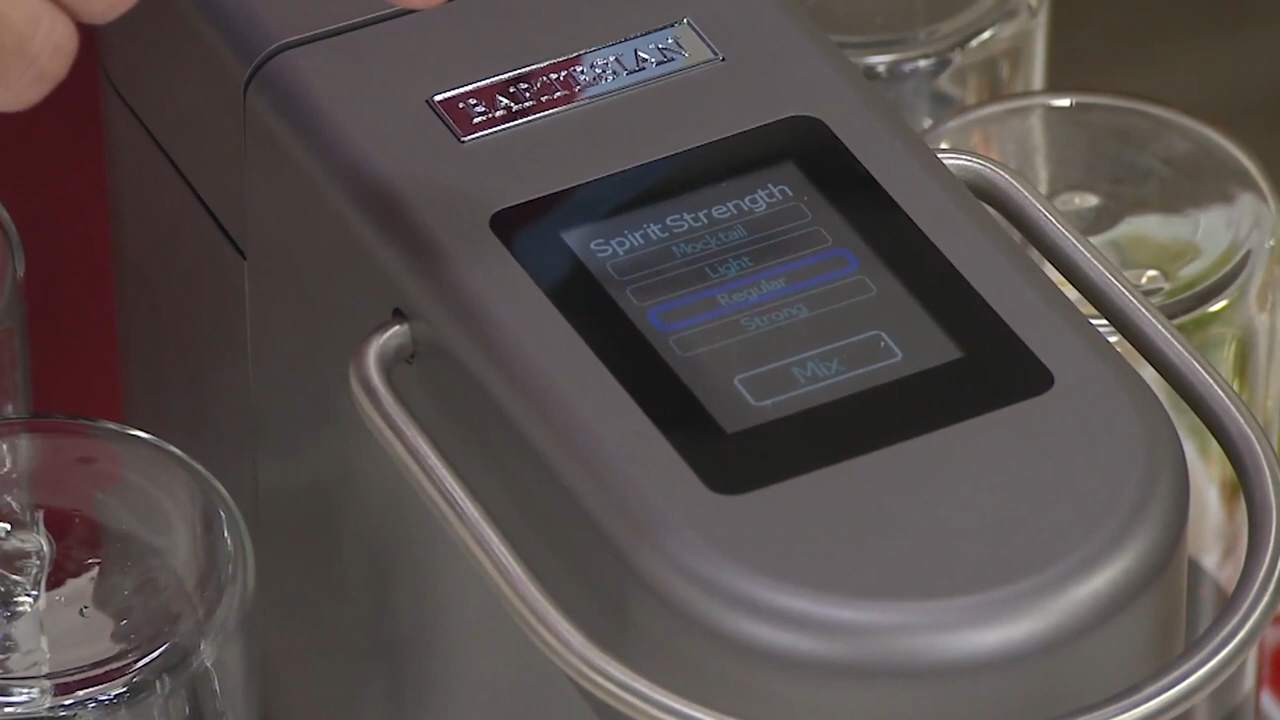 BARTESIAN
Spirit Strength
Mocktail
Light
Regular
Strong
Mix